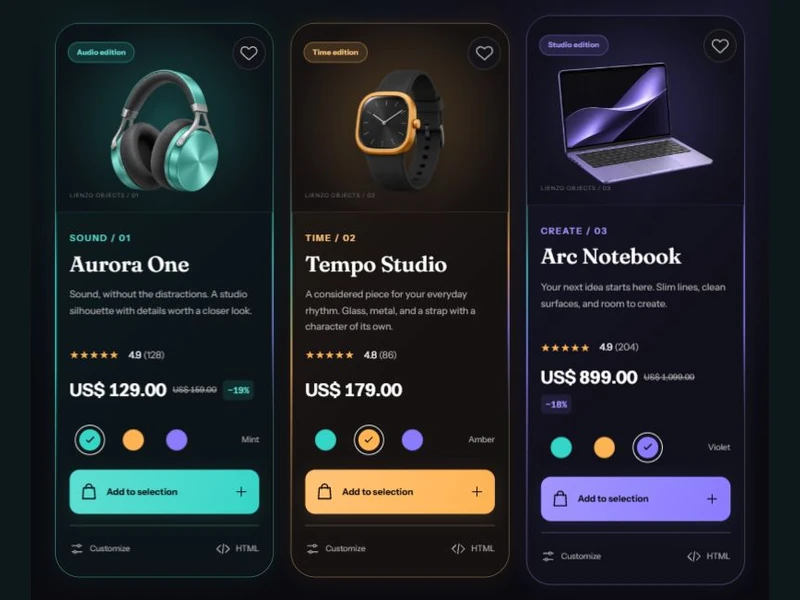 Audio edition
LIENZO OBJECTS / 01
SOUND / 01
Aurora One
Sound, without the distractions. A studio
silhouette with details worth a closer look.
★★★★★ 4.9 (128)
US$ 129.00 US$ 159.00 −19%
Mint
Add to selection +
Customize
</> HTML
Time edition
LIENZO OBJECTS / 02
TIME / 02
Tempo Studio
A considered piece for your everyday
rhythm. Glass, metal, and a strap with a
character of its own.
★★★★★ 4.8 (86)
US$ 179.00
Amber
Add to selection +
Customize
</> HTML
Studio edition
LIENZO OBJECTS / 03
CREATE / 03
Arc Notebook
Your next idea starts here. Slim lines, clean
surfaces, and room to create.
★★★★★ 4.9 (204)
US$ 899.00 US$ 1,099.00
−18%
Violet
Add to selection +
Customize
</> HTML